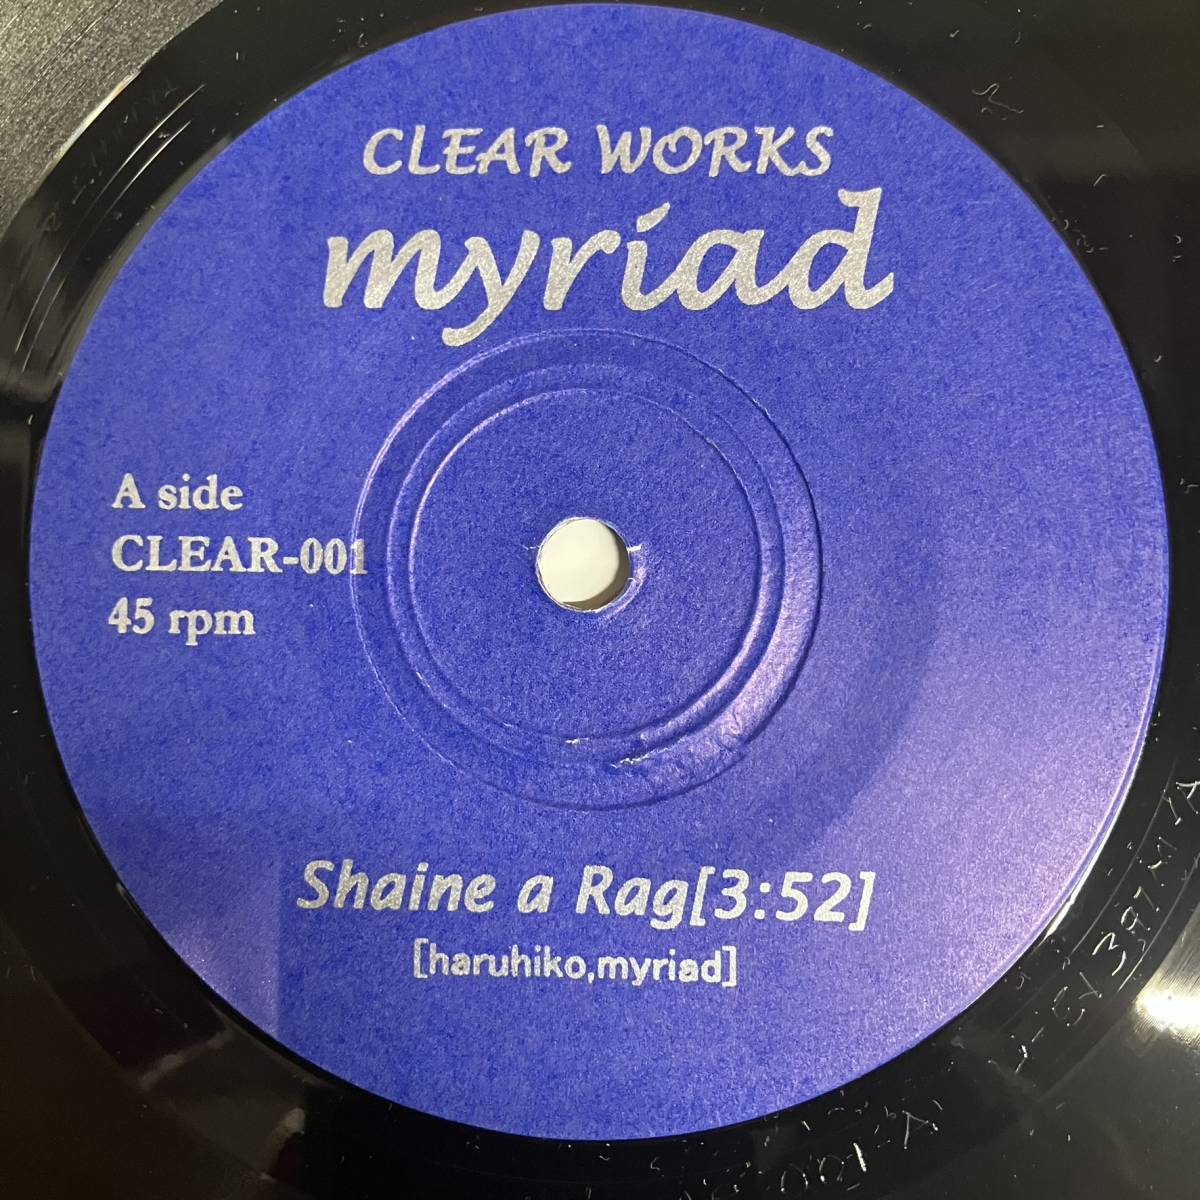 CLEAR WORKS
myriad
A side
CLEAR-001
45 rpm
Shaine a Rag[3:52]
[haruhiko,myriad]